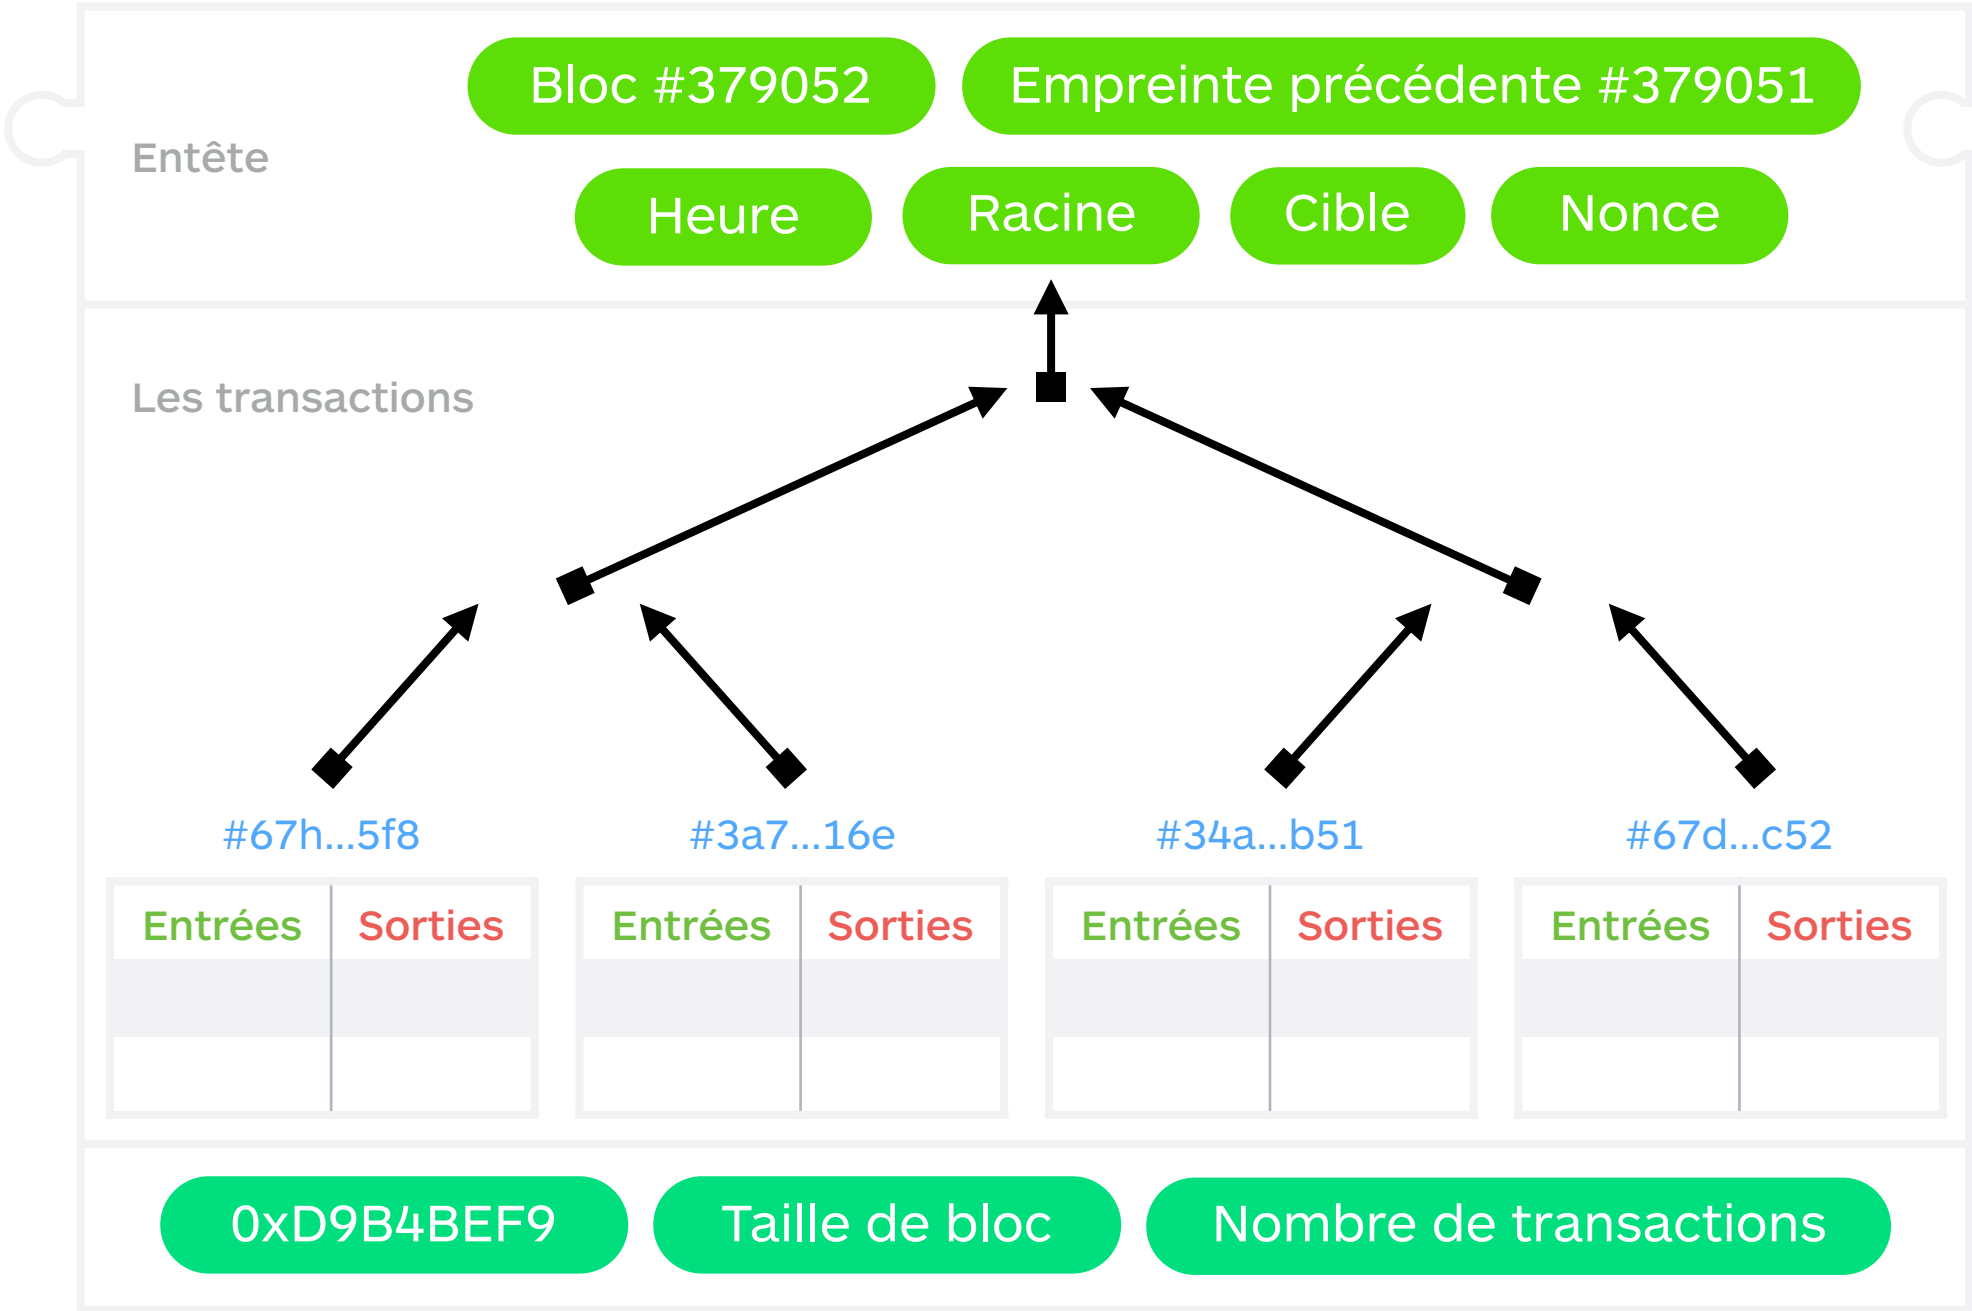 Bloc #379052 Empreinte précédente #379051
Entête
Heure Racine Cible Nonce
Les transactions
#67h...5f8 #3a7...16e #34a...b51 #67d...c52
Entrées Sorties Entrées Sorties Entrées Sorties Entrées Sorties
0xD9B4BEF9 Taille de bloc Nombre de transactions